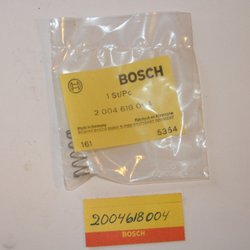 BOSCH
1 St/Pc
2 004 618 004
Made in Germany
161 5354
2004618004
BOSCH